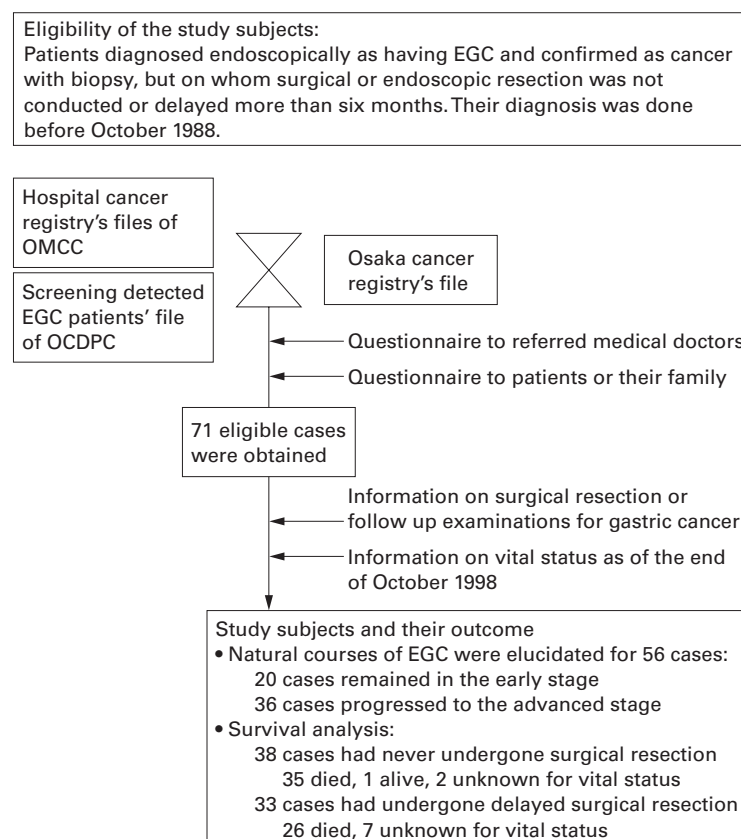 Eligibility of the study subjects:
Patients diagnosed endoscopically as having EGC and confirmed as cancer
with biopsy, but on whom surgical or endoscopic resection was not
conducted or delayed more than six months. Their diagnosis was done
before October 1988.
Hospital cancer
registry's files of
OMCC
Screening detected
EGC patients' file
of OCDPC
Osaka cancer
registry's file
Questionnaire to referred medical doctors
Questionnaire to patients or their family
71 eligible cases
were obtained
Information on surgical resection or
follow up examinations for gastric cancer
Information on vital status as of the end
of October 1998
Study subjects and their outcome
• Natural courses of EGC were elucidated for 56 cases:
20 cases remained in the early stage
36 cases progressed to the advanced stage
• Survival analysis:
38 cases had never undergone surgical resection
35 died, 1 alive, 2 unknown for vital status
33 cases had undergone delayed surgical resection
26 died, 7 unknown for vital status